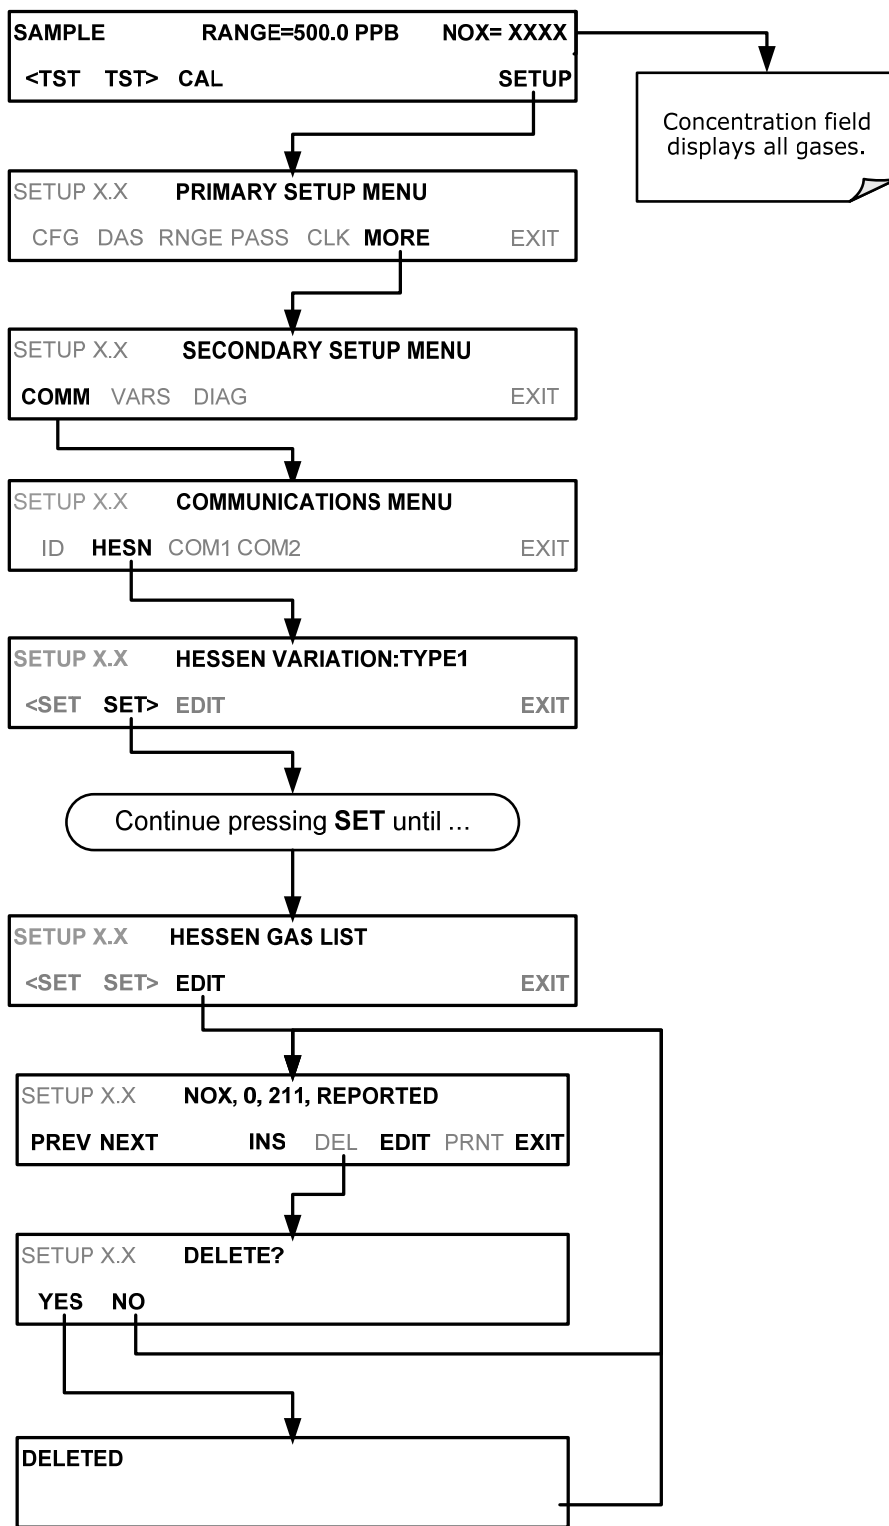 SAMPLE RANGE=500.0 PPB NOX= XXXX
<TST TST> CAL SETUP
Concentration field
displays all gases.
SETUP X.X PRIMARY SETUP MENU
CFG DAS RNGE PASS CLK MORE EXIT
SETUP X.X SECONDARY SETUP MENU
COMM VARS DIAG EXIT
SETUP X.X COMMUNICATIONS MENU
ID HESN COM1 COM2 EXIT
SETUP X.X HESSEN VARIATION:TYPE1
<SET SET> EDIT EXIT
Continue pressing SET until ...
SETUP X.X HESSEN GAS LIST
<SET SET> EDIT EXIT
SETUP X.X NOX, 0, 211, REPORTED
PREV NEXT INS DEL EDIT PRNT EXIT
SETUP X.X DELETE?
YES NO
DELETED